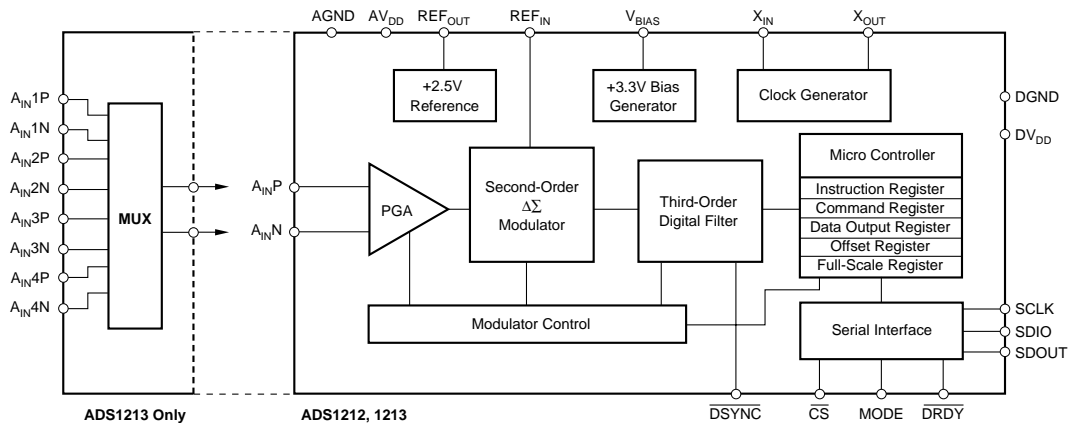 AGND AVDD REFOUT REFIN VBIAS XIN XOUT
+2.5V
Reference
+3.3V Bias
Generator
Clock Generator
DGND
DVDD
AIN1P
AIN1N
AIN2P
AIN2N
AIN3P
AIN3N
AIN4P
AIN4N
MUX
AINP
AINN
PGA
Second-Order
ΔΣ
Modulator
Third-Order
Digital Filter
Micro Controller
Instruction Register
Command Register
Data Output Register
Offset Register
Full-Scale Register
Modulator Control
Serial Interface
SCLK
SDIO
SDOUT
ADS1213 Only
ADS1212, 1213
DSYNC CS MODE DRDY